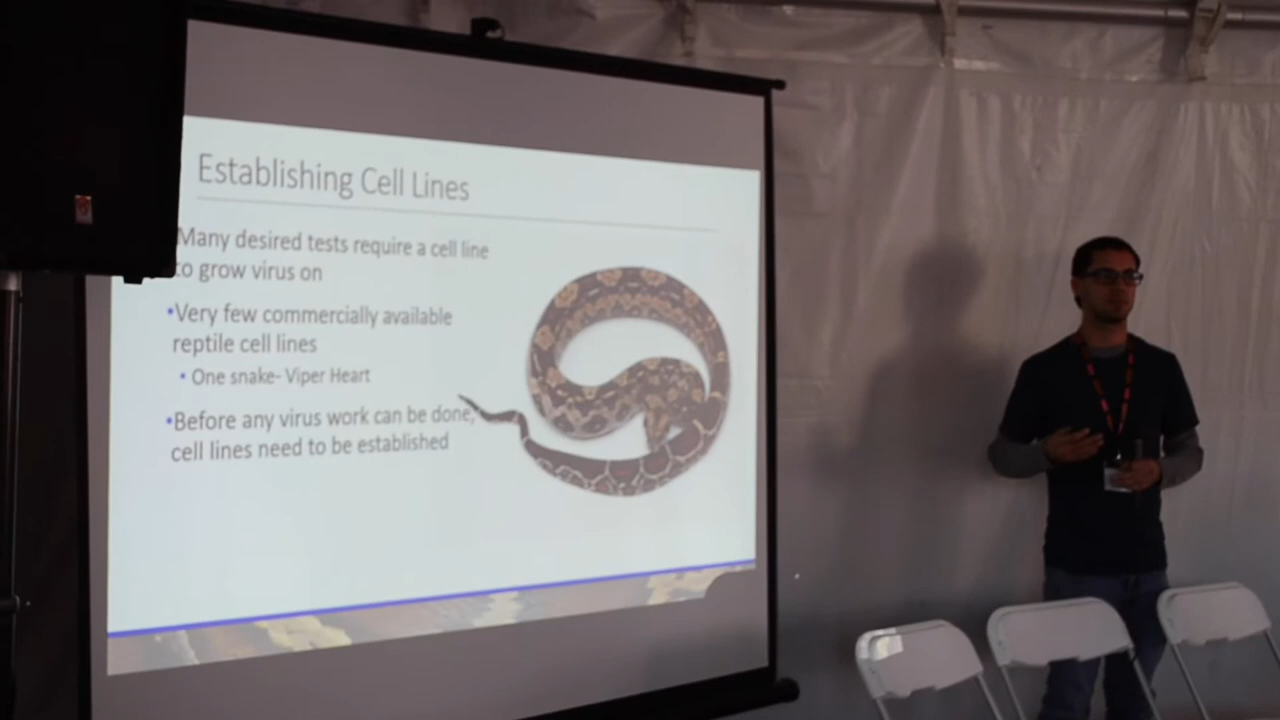 Establishing Cell Lines
Many desired tests require a cell line
to grow virus on
•Very few commercially available
reptile cell lines
• One snake- Viper Heart
•Before any virus work can be done,
cell lines need to be established